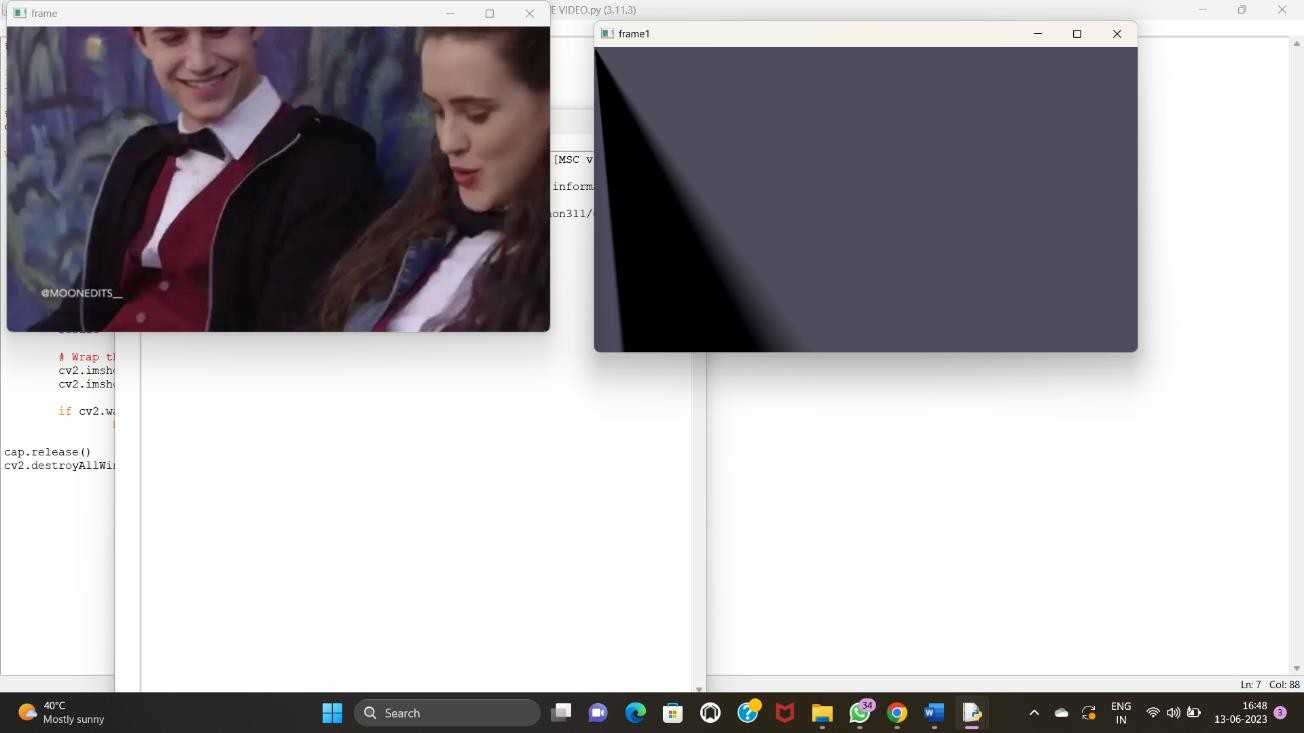 frame
E VIDEO.py (3.11.3)
frame1
[MSC v
inform
on311/
@MOONEDITS__
# Wrap th
cv2.imsh
cv2.imsh
if cv2.wa
cap.release()
cv2.destroyAllWi
Ln: 7 Col: 88
40°C
Mostly sunny
Search
34
ENG
IN
16:48
13-06-2023
3